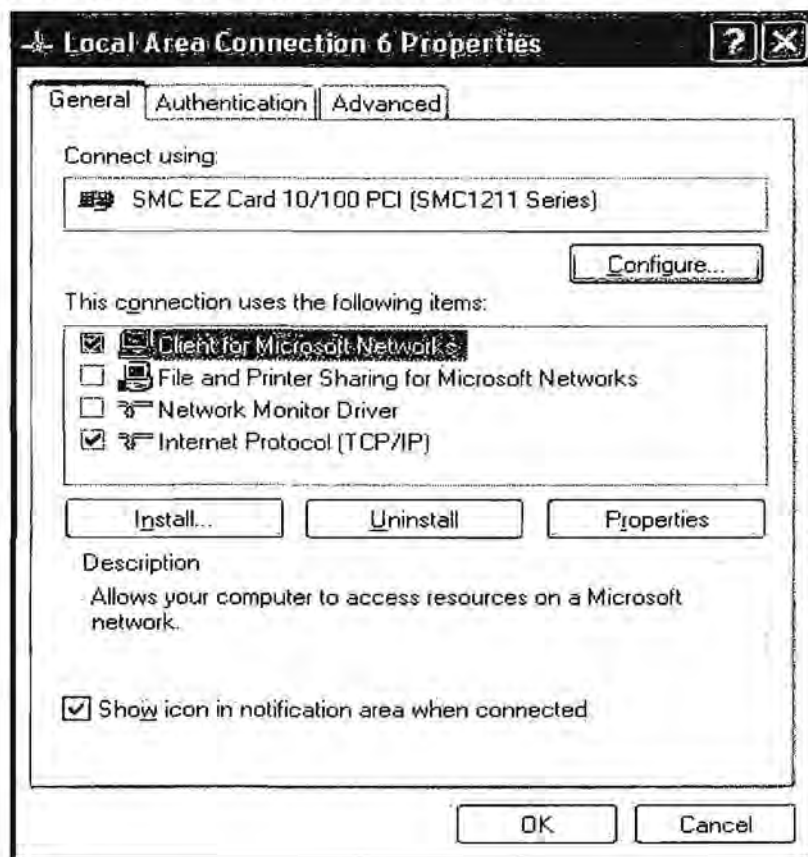 Local Area Connection 6 Properties
General Authentication Advanced
Connect using:
SMC EZ Card 10/100 PCI (SMC1211 Series)
Configure...
This connection uses the following items:
Client for Microsoft Networks
File and Printer Sharing for Microsoft Networks
Network Monitor Driver
Internet Protocol (TCP/IP)
Install... Uninstall Properties
Description
Allows your computer to access resources on a Microsoft
network.
Show icon in notification area when connected
OK Cancel